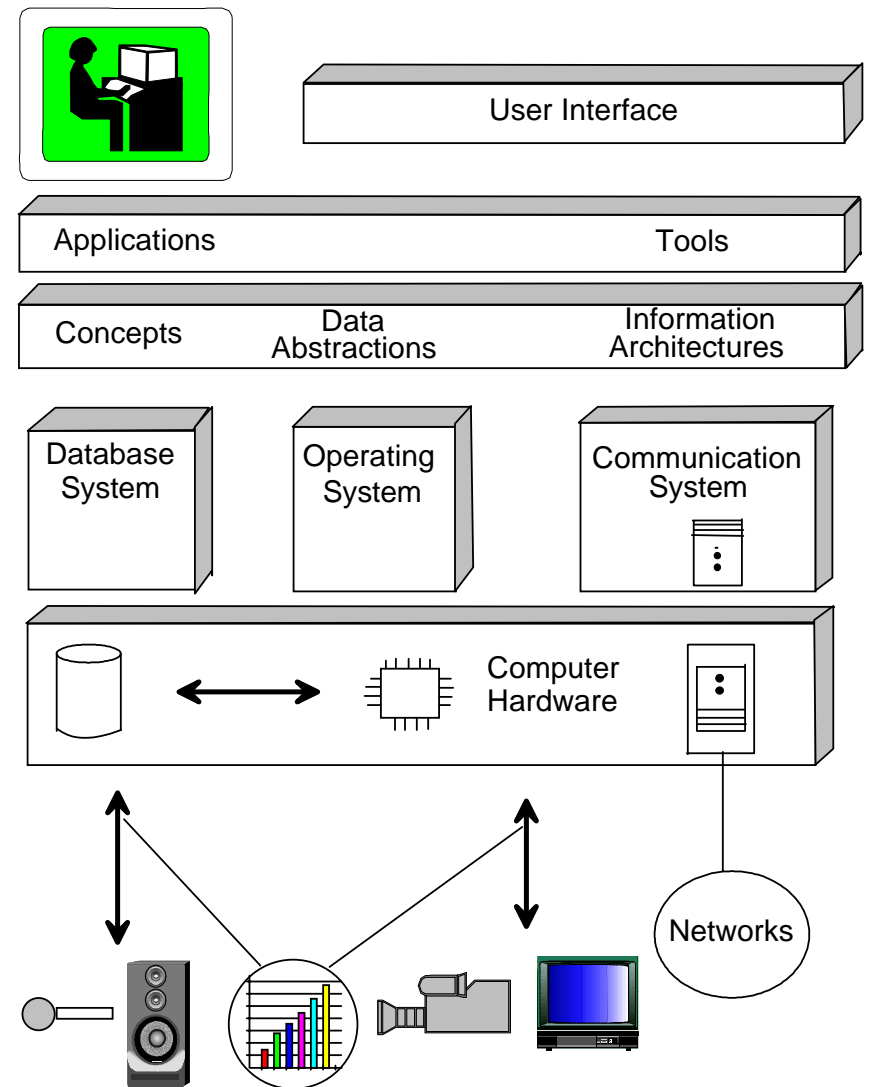 User Interface
Applications
Tools
Concepts
Data
Abstractions
Information
Architectures
Database
System
Operating
System
Communication
System
Computer
Hardware
Networks